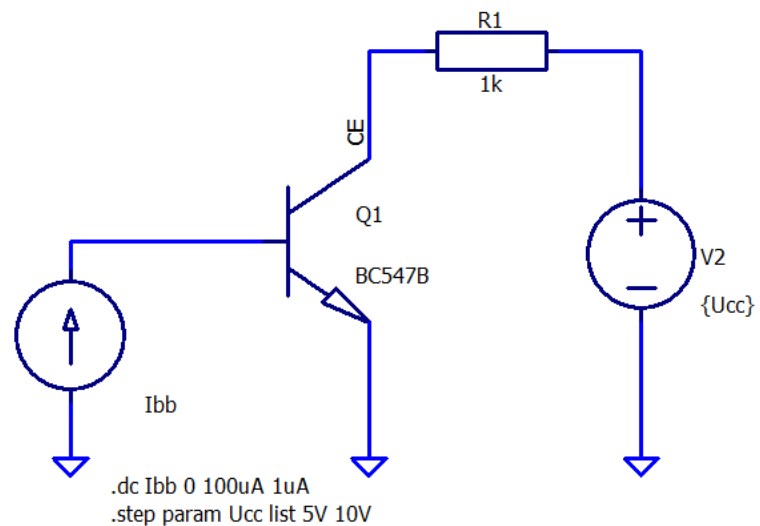 R1
1k
CE
Q1
BC547B
V2
{Ucc}
Ibb
.dc Ibb 0 100uA 1uA
.step param Ucc list 5V 10V